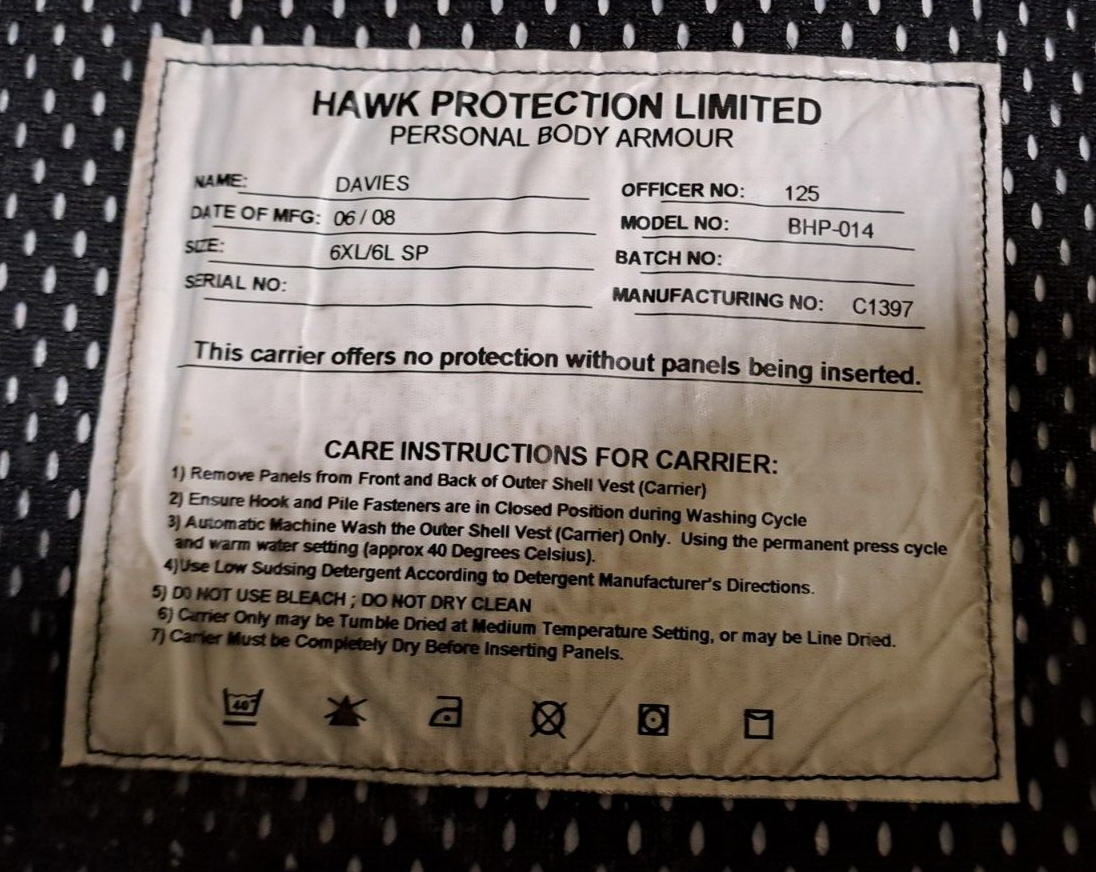 HAWK PROTECTION LIMITED
PERSONAL BODY ARMOUR
NAME: DAVIES
OFFICER NO: 125
DATE OF MFG: 06 / 08
MODEL NO: BHP-014
SIZE: 6XL/6L SP
BATCH NO:
SERIAL NO:
MANUFACTURING NO: C1397
This carrier offers no protection without panels being inserted.
CARE INSTRUCTIONS FOR CARRIER:
1) Remove Panels from Front and Back of Outer Shell Vest (Carrier)
2) Ensure Hook and Pile Fasteners are in Closed Position during Washing Cycle
3) Automatic Machine Wash the Outer Shell Vest (Carrier) Only. Using the permanent press cycle
and warm water setting (approx 40 Degrees Celsius).
4)Use Low Sudsing Detergent According to Detergent Manufacturer's Directions.
5) DO NOT USE BLEACH ; DO NOT DRY CLEAN
6) Carrier Only may be Tumble Dried at Medium Temperature Setting, or may be Line Dried.
7) Carrier Must be Completely Dry Before Inserting Panels.
40°